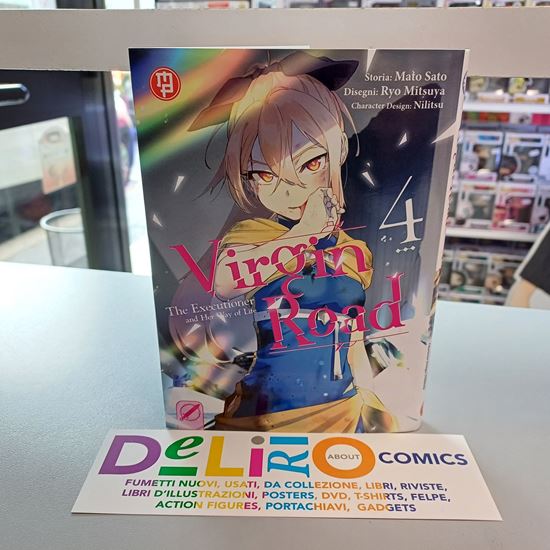 mp
Storia: Mato Sato
Disegni: Ryo Mitsuya
Character Design: Nilitsu
4
Virgin
Road
The Executioner
and Her Way of Life
DeLiRiO
ABOUT
COMICS
FUMETTI NUOVI, USATI, DA COLLEZIONE, LIBRI, RIVISTE,
LIBRI D'ILLUSTRAZIONI, POSTERS, DVD, T-SHIRTS, FELPE,
ACTION FIGURES, PORTACHIAVI, GADGETS